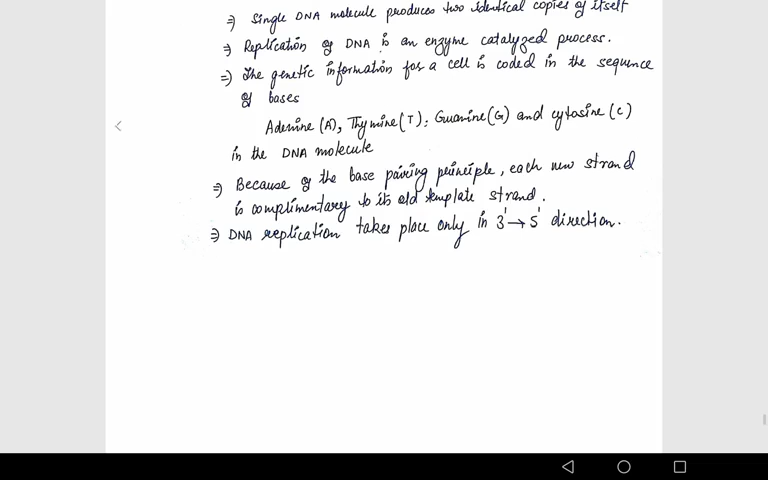 ⇒ Single DNA molecule produces two identical copies of itself
⇒ Replication of DNA is an enzyme catalyzed process.
⇒ The genetic information for a cell is coded in the sequence
of bases
Adenine (A), Thymine (T), Guanine (G) and cytosine (C)
in the DNA molecule
⇒ Because of the base pairing principle, each new strand
is complimentary to its old template strand.
⇒ DNA replication takes place only in 3' → 5' direction.